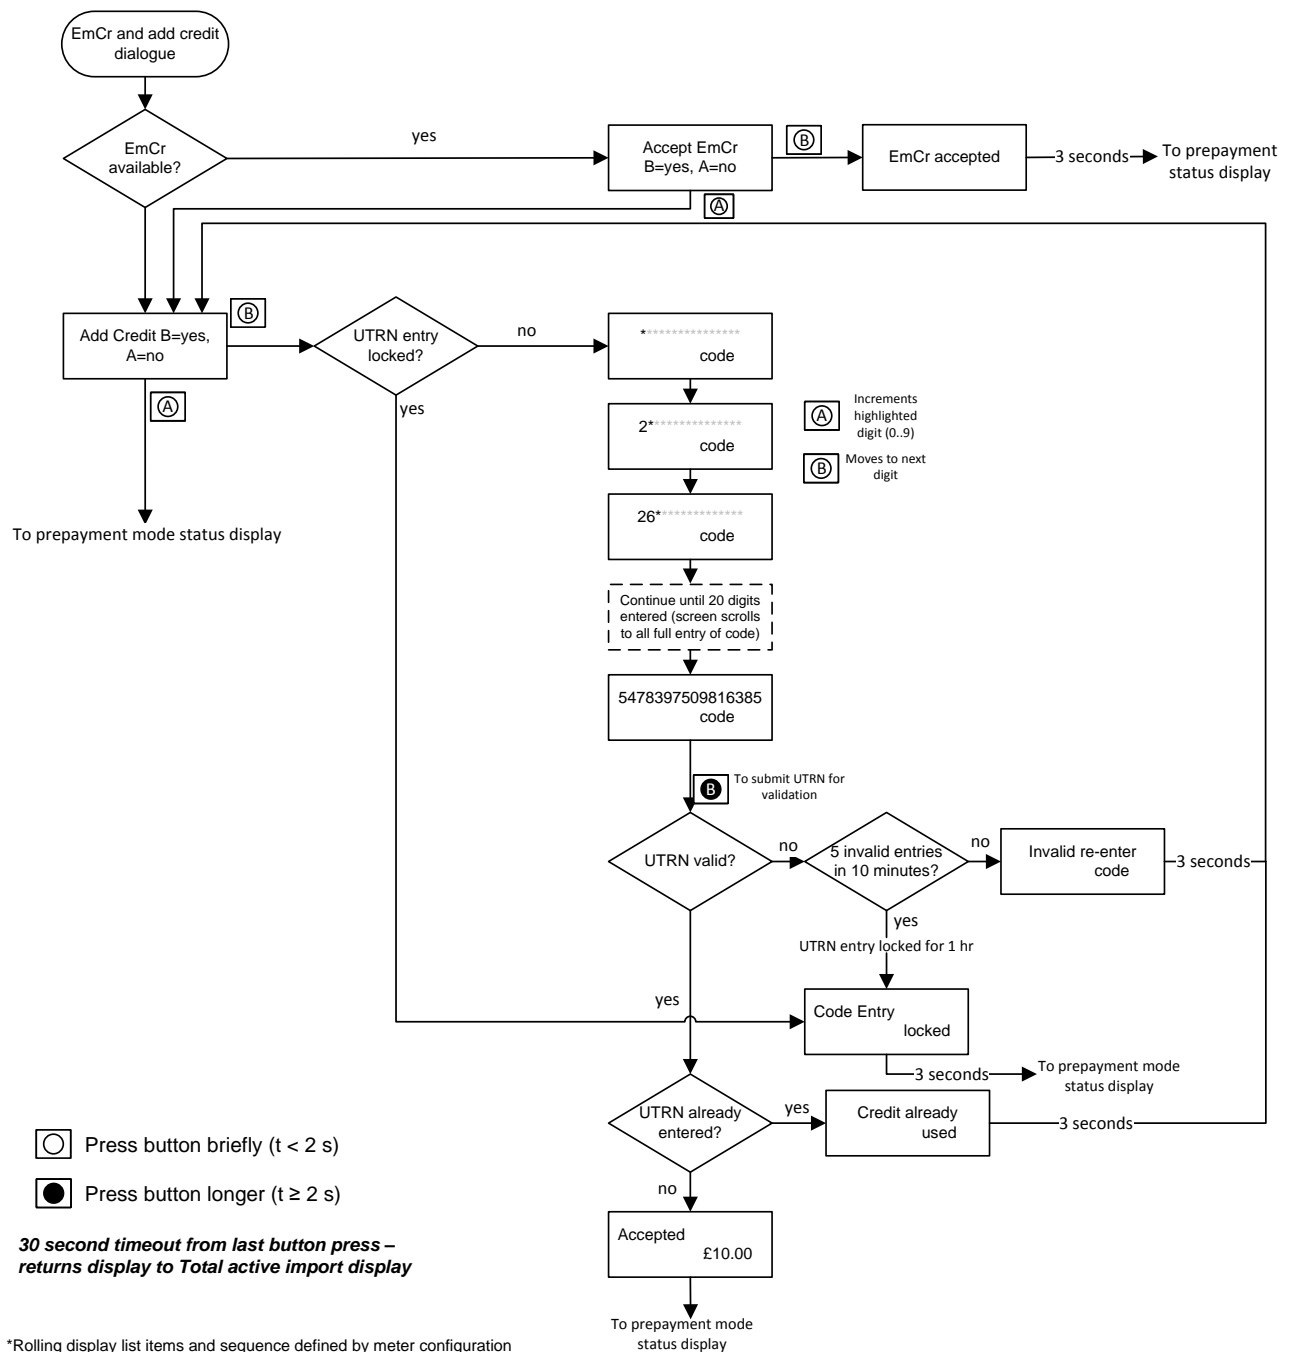 EmCr and add credit
dialogue
EmCr
available?
yes
Accept EmCr
B=yes, A=no
B
EmCr accepted
3 seconds
To prepayment
status display
A
Add Credit B=yes,
A=no
B
UTRN entry
locked?
no
****************
code
A
yes
2***************
code
A
Increments
highlighted
digit (0..9)
B
Moves to next
digit
26**************
code
To prepayment mode status display
Continue until 20 digits
entered (screen scrolls
to all full entry of code)
5478397509816385
code
B
To submit UTRN for
validation
UTRN valid?
no
5 invalid entries
in 10 minutes?
no
Invalid re-enter
code
3 seconds
yes
UTRN entry locked for 1 hr
yes
Code Entry
locked
3 seconds
To prepayment mode
status display
UTRN already
entered?
yes
Credit already
used
3 seconds
no
Accepted
£10.00
To prepayment mode
status display
Press button briefly (t < 2 s)
Press button longer (t ≥ 2 s)
30 second timeout from last button press –
returns display to Total active import display
*Rolling display list items and sequence defined by meter configuration